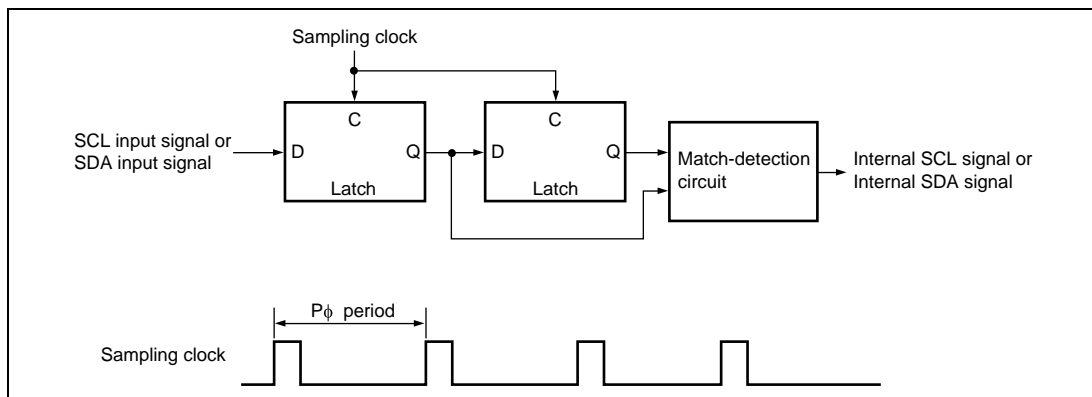 Sampling clock
C
C
SCL input signal or
SDA input signal
D
Q
D
Q
Latch
Latch
Match-detection
circuit
Internal SCL signal or
Internal SDA signal
Pϕ period
Sampling clock